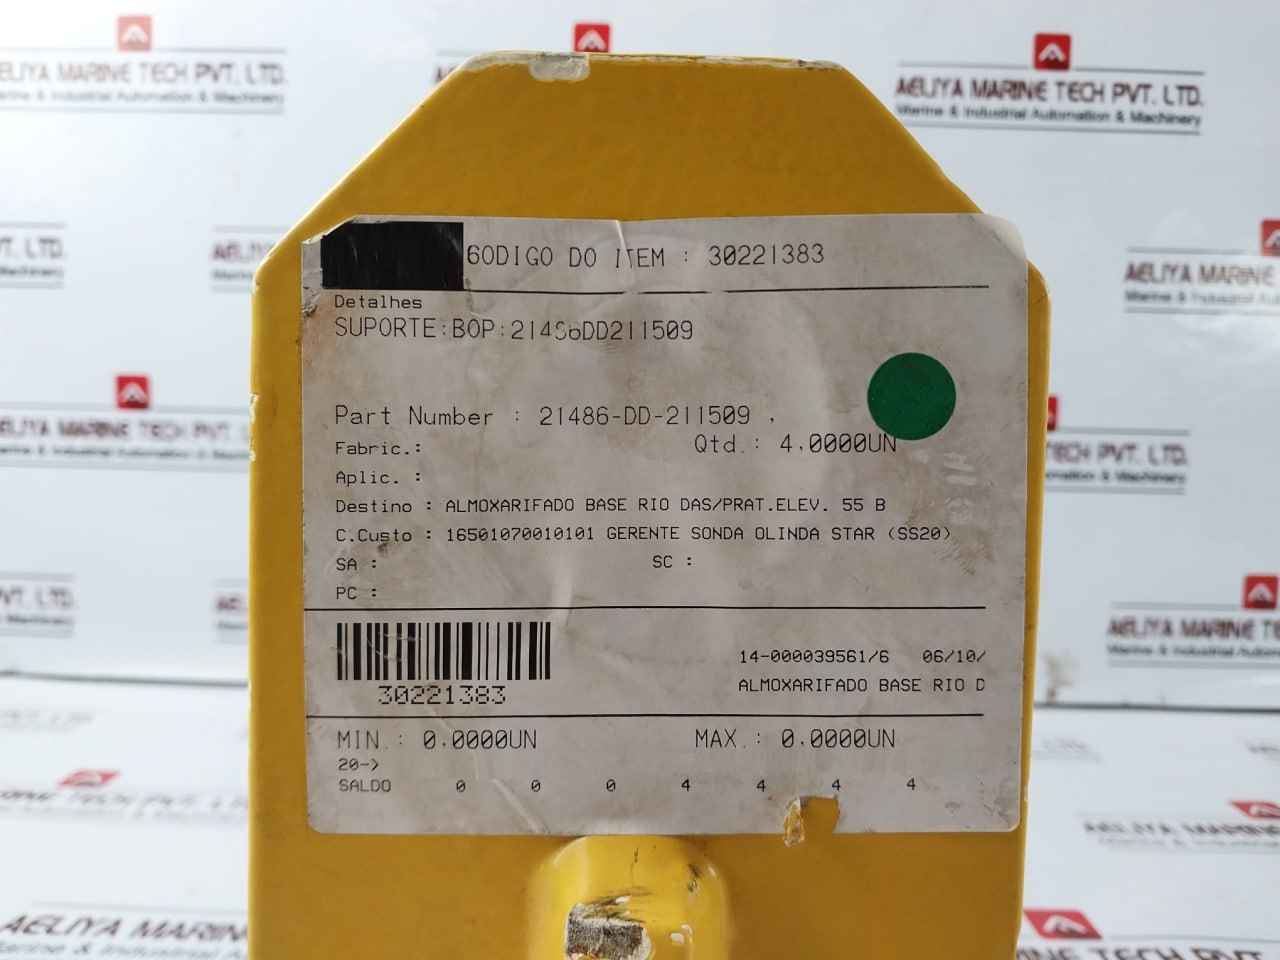 AELIYA MARINE TECH PVT. LTD.
Marine & Industrial Automation & Machinery
6ODIGO DO ITEM : 30221383
Detalhes
SUPORTE:BOP:21486DD211509
Part Number : 21486-DD-211509 ,
Fabric.:
Qtd.: 4,0000UN
Aplic. :
Destino : ALMOXARIFADO BASE RIO DAS/PRAT.ELEV. 55 B
C.Custo : 16501070010101 GERENTE SONDA OLINDA STAR (SS20)
SA :
SC :
PC :
30221383
14-000039561/6 06/10/
ALMOXARIFADO BASE RIO D
MIN.: 0,0000UN
MAX.: 0,0000UN
20->
SALDO 0 0 0 4 4 4 4